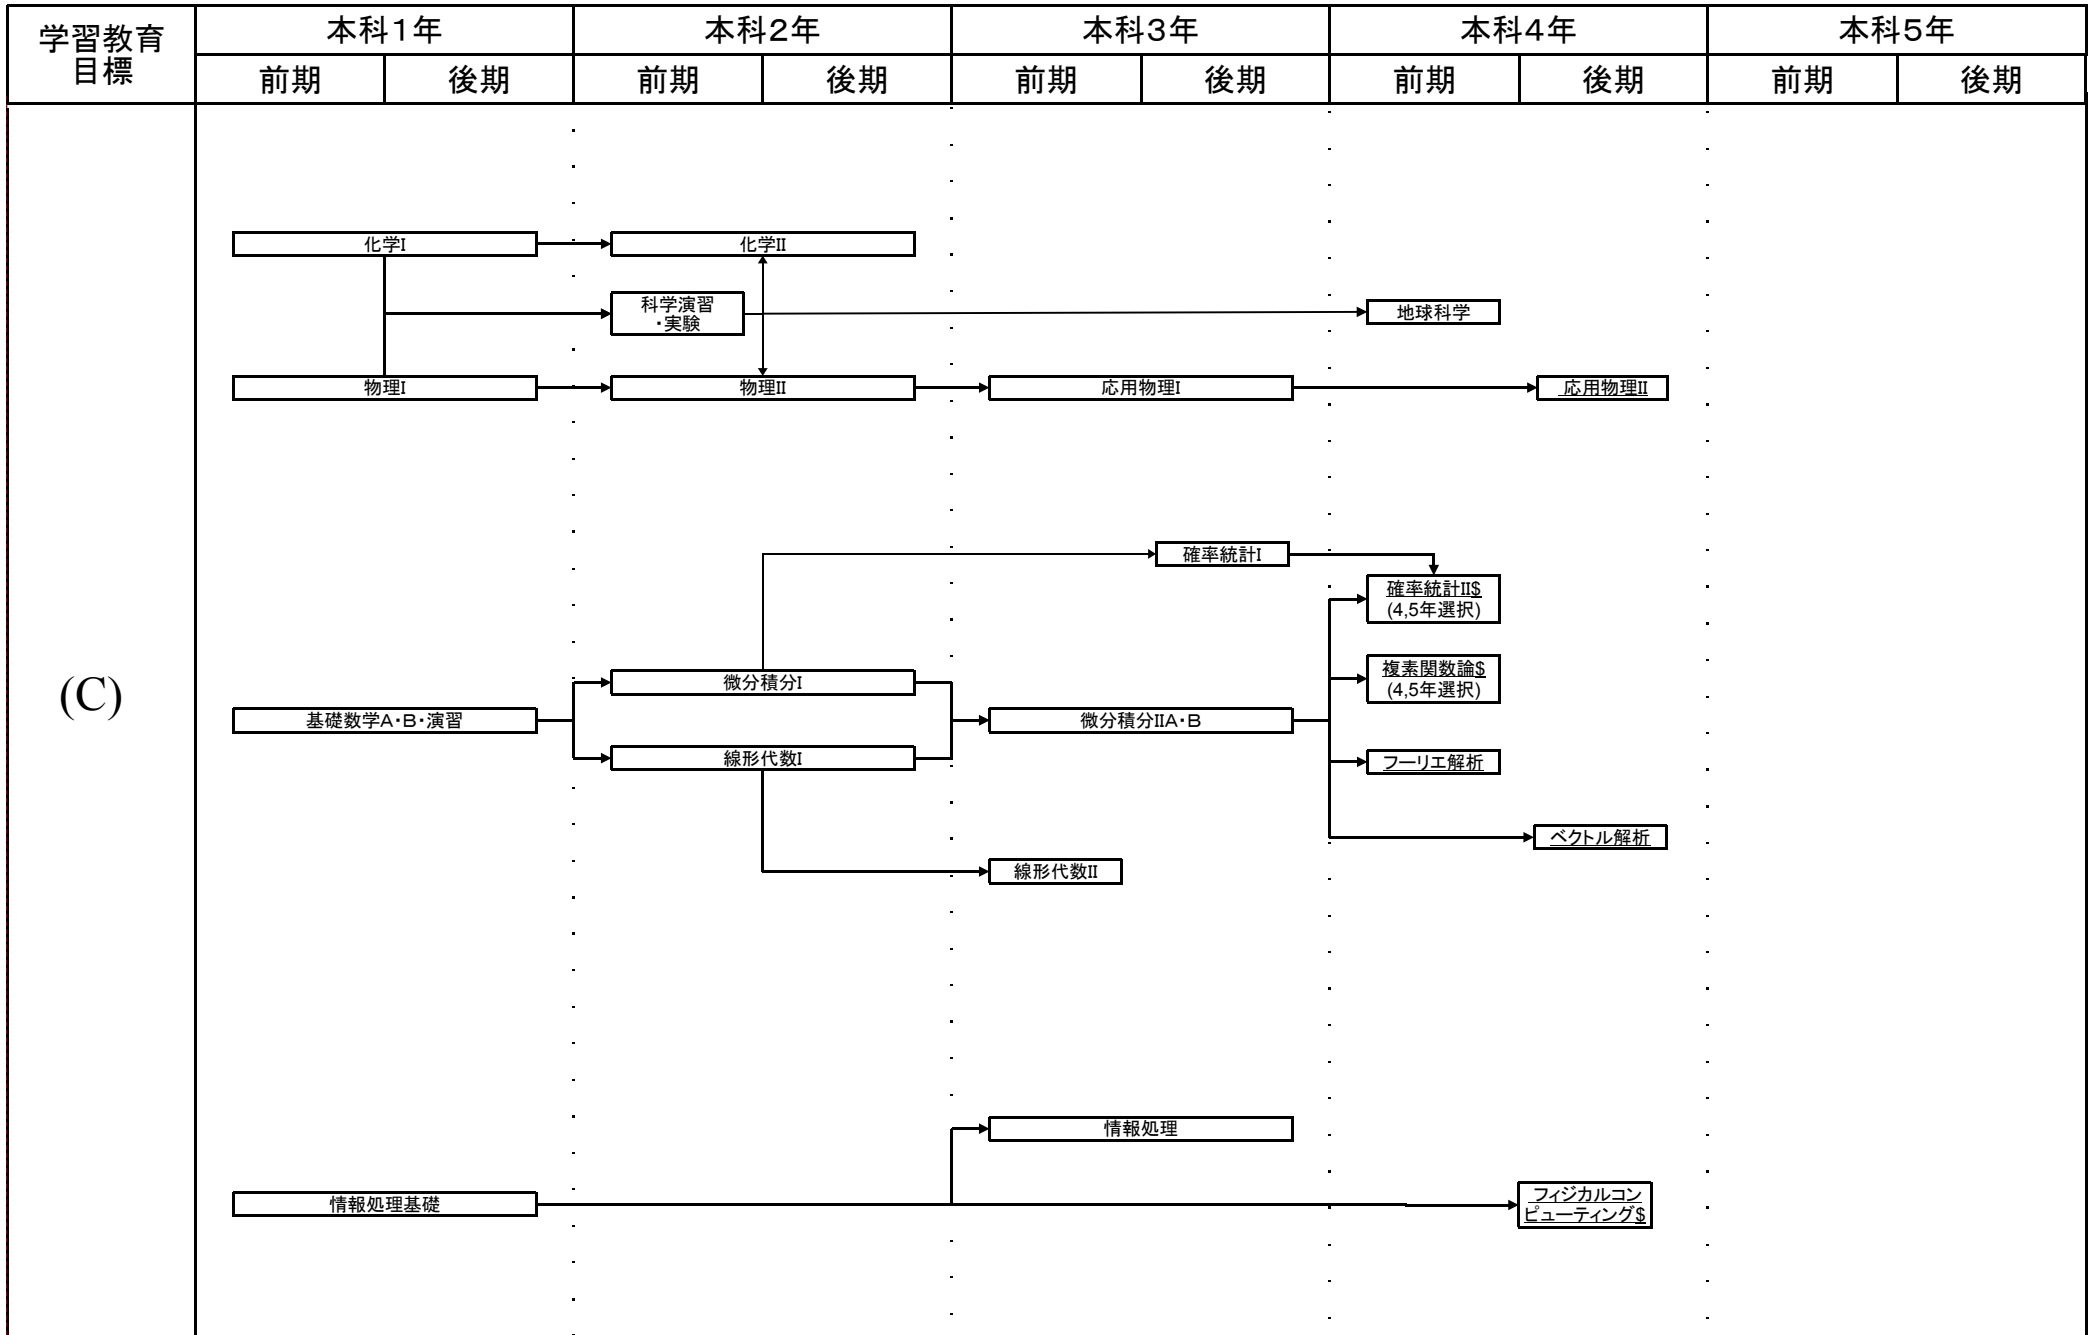 学習教育
目標
本科1年
本科2年
本科3年
本科4年
本科5年
前期
後期
前期
後期
前期
後期
前期
後期
前期
後期
(C)
化学I
化学II
科学演習
・実験
地球科学
物理I
物理II
応用物理I
応用物理II
確率統計I
確率統計II$
(4,5年選択)
複素関数論$
(4,5年選択)
微分積分I
基礎数学A・B・演習
微分積分IIA・B
線形代数I
フーリエ解析
ベクトル解析
線形代数II
情報処理
情報処理基礎
フィジカルコン
ピューティング$